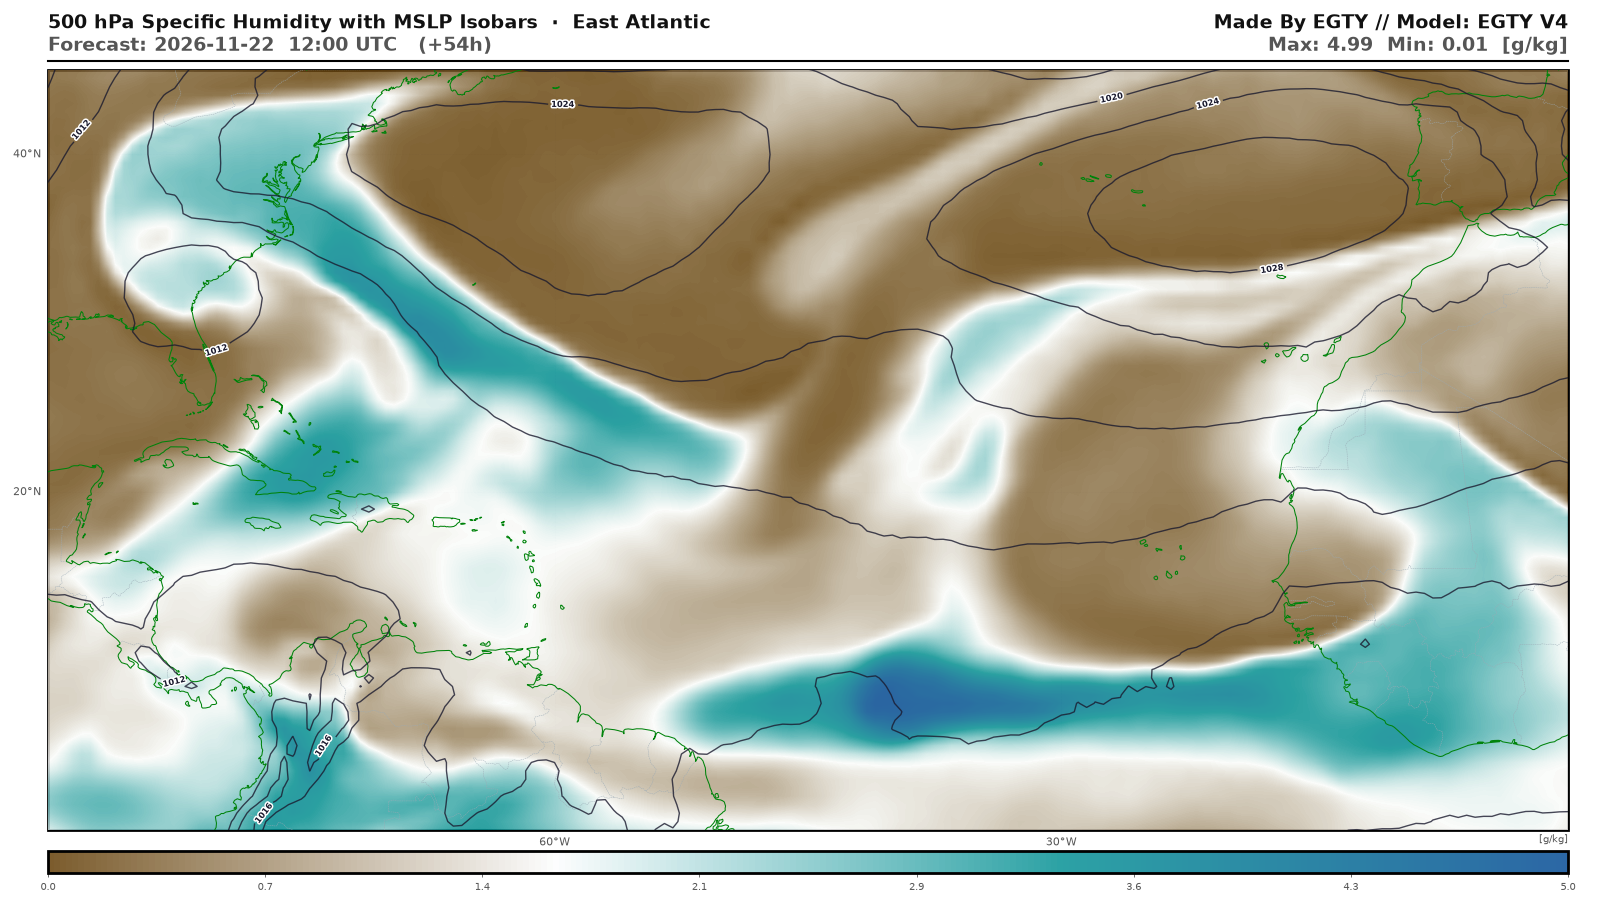 500 hPa Specific Humidity with MSLP Isobars · East Atlantic
Made By EGTY // Model: EGTY V4
Forecast: 2026-11-22 12:00 UTC (+54h)
Max: 4.99 Min: 0.01 [g/kg]
1012
1024
1020
1024
40°N
1028
1012
20°N
1012
1016
1016
60°W
30°W
[g/kg]
0.0
0.7
1.4
2.1
2.9
3.6
4.3
5.0